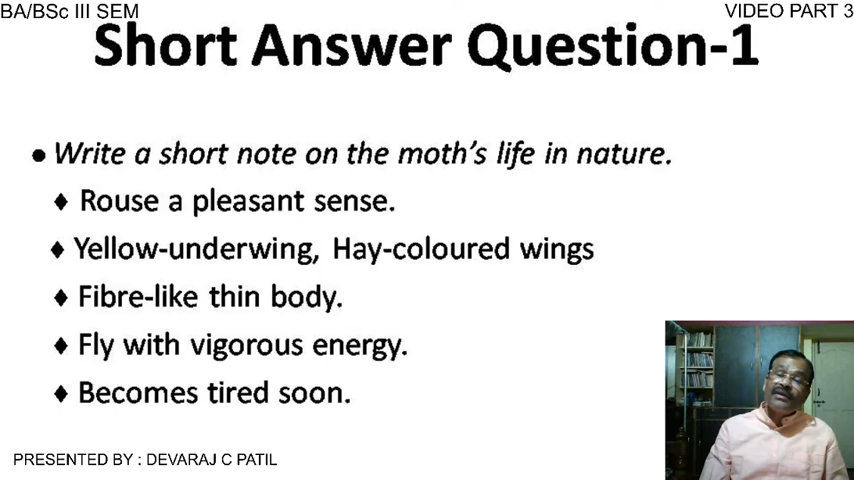 BA/BSc III SEM
VIDEO PART 3
Short Answer Question-1
• Write a short note on the moth's life in nature.
♦ Rouse a pleasant sense.
♦ Yellow-underwing, Hay-coloured wings
♦ Fibre-like thin body.
♦ Fly with vigorous energy.
♦ Becomes tired soon.
PRESENTED BY : DEVARAJ C PATIL